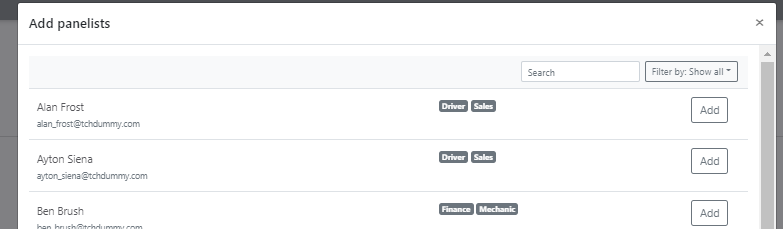 Add panelists ×
Search Filter by: Show all
Alan Frost Driver Sales Add
alan_frost@tchdummy.com
Ayton Siena Driver Sales Add
ayton_siena@tchdummy.com
Ben Brush Finance Mechanic Add
ben_brush@tchdummy.com